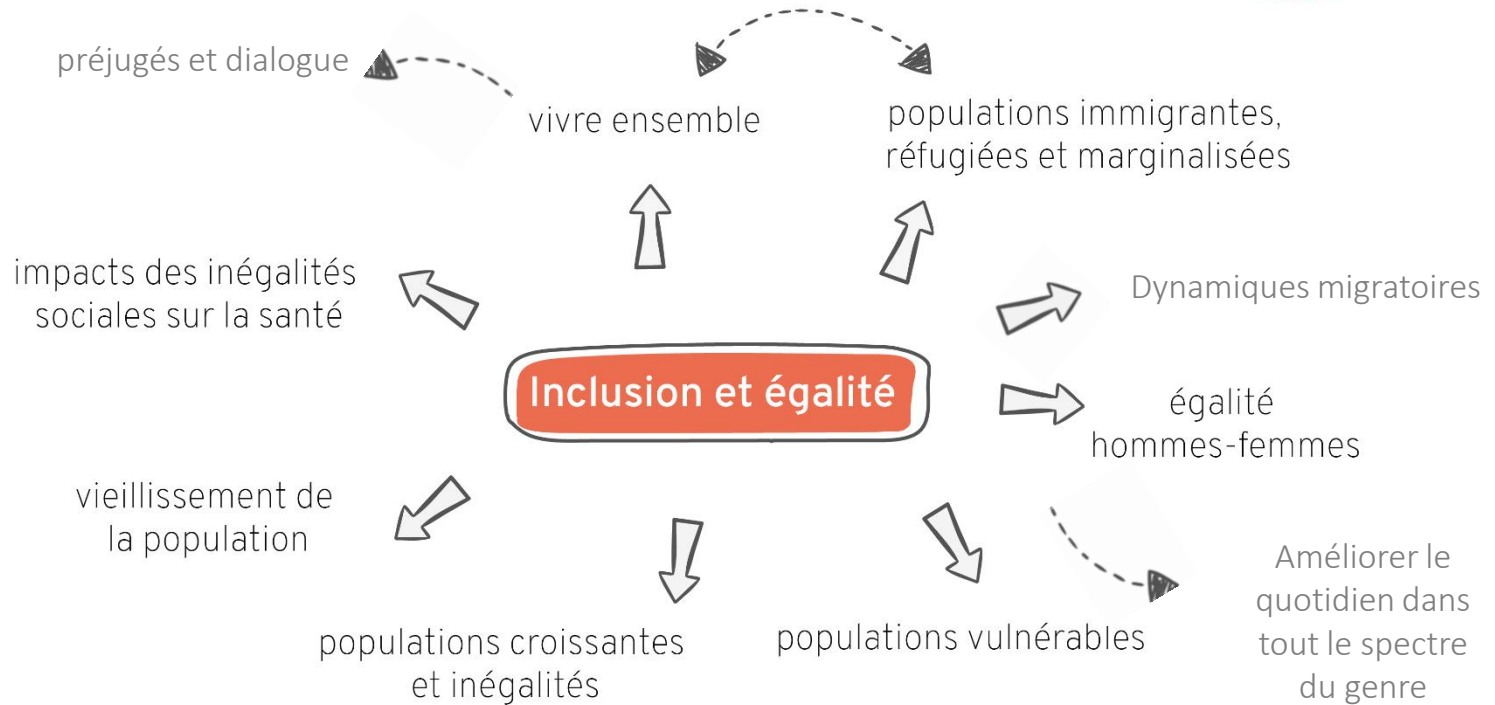 préjugés et dialogue
vivre ensemble
populations immigrantes,
réfugiées et marginalisées
impacts des inégalités
sociales sur la santé
Dynamiques migratoires
Inclusion et égalité
égalité
hommes-femmes
vieillissement de
la population
populations croissantes
et inégalités
populations vulnérables
Améliorer le
quotidien dans
tout le spectre
du genre